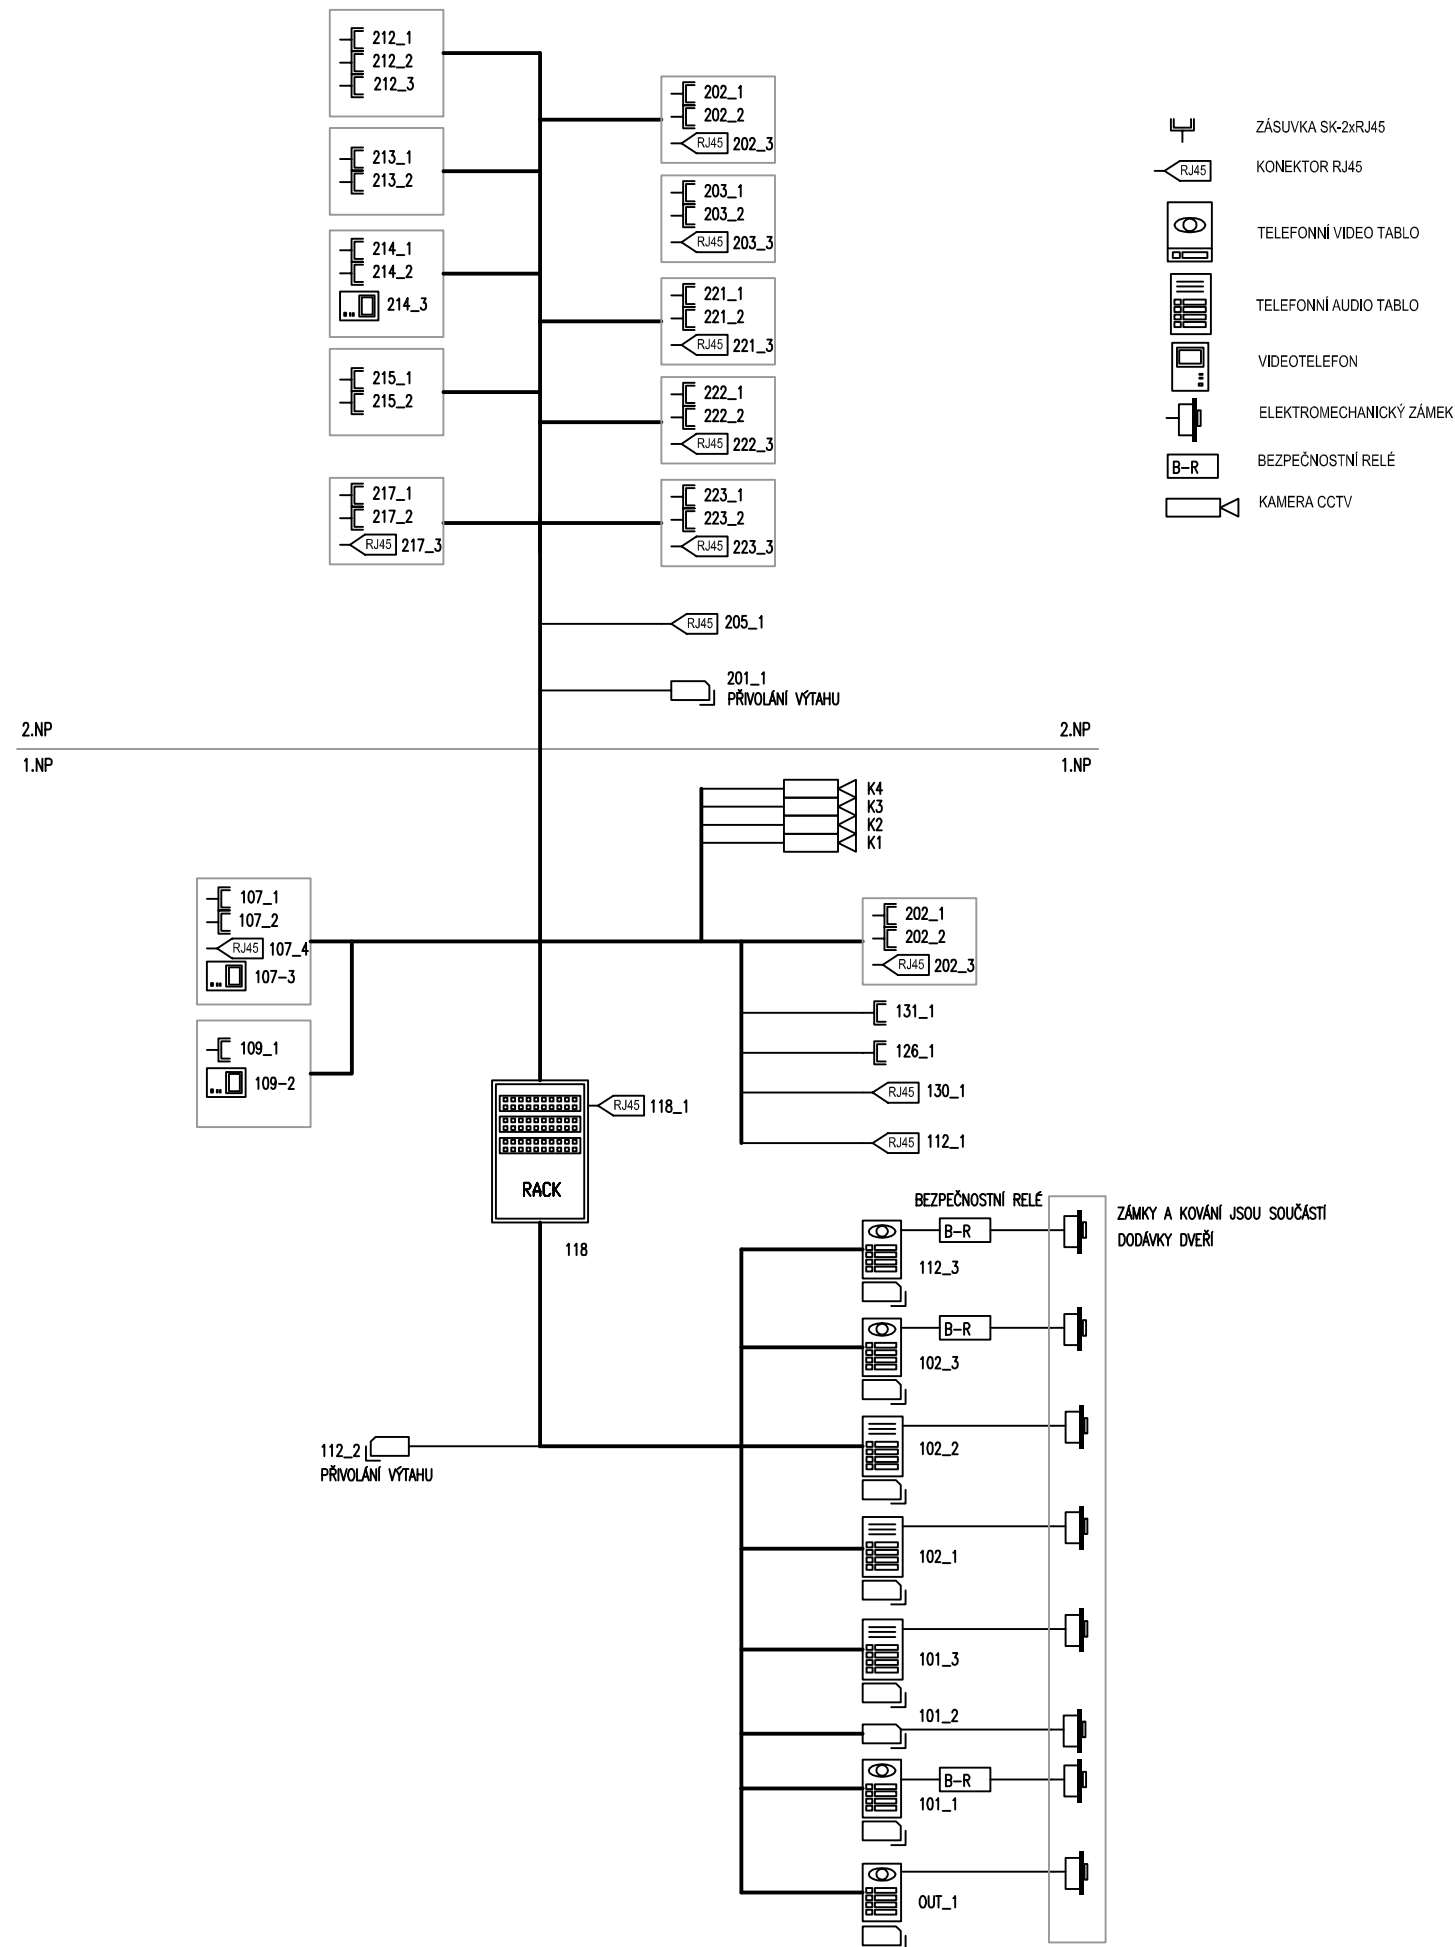 212_1
212_2
212_3
213_1
213_2
214_1
214_2
214_3
215_1
215_2
217_1
217_2
RJ45 217_3
202_1
202_2
RJ45 202_3
203_1
203_2
RJ45 203_3
221_1
221_2
RJ45 221_3
222_1
222_2
RJ45 222_3
223_1
223_2
RJ45 223_3
RJ45 205_1
201_1
PŘIVOLÁNÍ VÝTAHU
ZÁSUVKA SK-2xRJ45
RJ45 KONEKTOR RJ45
TELEFONNÍ VIDEO TABLO
TELEFONNÍ AUDIO TABLO
VIDEOTELEFON
ELEKTROMECHANICKÝ ZÁMEK
B-R BEZPEČNOSTNÍ RELÉ
KAMERA CCTV
2.NP 2.NP
1.NP 1.NP
K4
K3
K2
K1
107_1
107_2
RJ45 107_4
107-3
109_1
109-2
202_1
202_2
RJ45 202_3
131_1
126_1
RJ45 130_1
RJ45 112_1
RJ45 118_1
RACK
118
BEZPEČNOSTNÍ RELÉ
ZÁMKY A KOVÁNÍ JSOU SOUČÁSTÍ
DODÁVKY DVEŘÍ
B-R
112_3
B-R
102_3
102_2
112_2
PŘIVOLÁNÍ VÝTAHU
102_1
101_3
101_2
B-R
101_1
OUT_1